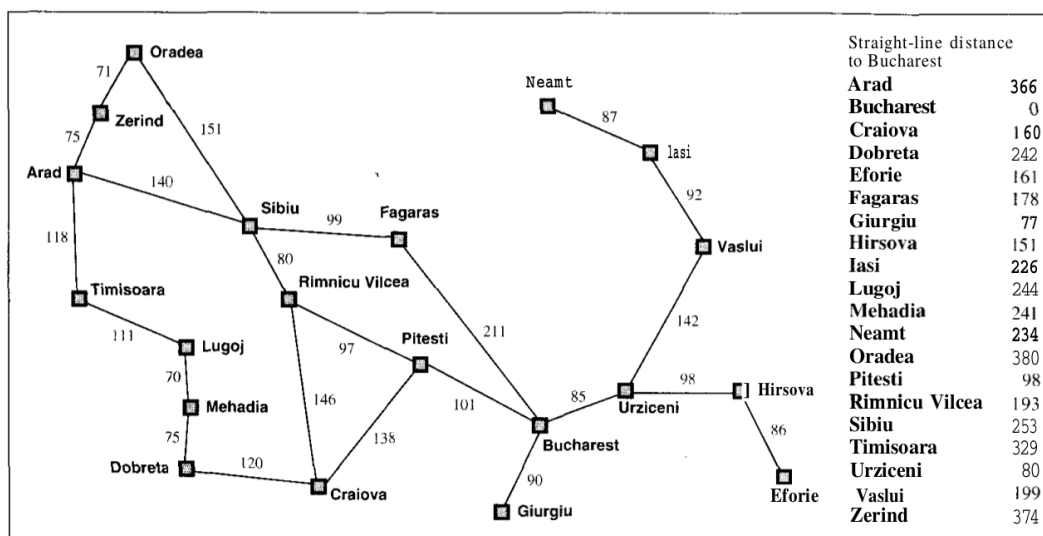 Oradea
71
Neamt
Zerind
87
151
75
Iasi
Arad
140
92
Sibiu
99
Fagaras
118
Vaslui
80
Timisoara
Rimnicu Vilcea
142
111
211
Lugoj
97
Pitesti
70
98
Hirsova
146
85
Mehadia
101
Urziceni
138
86
75
Bucharest
Dobreta
120
90
Craiova
Eforie
Giurgiu
Straight-line distance
to Bucharest
Arad 366
Bucharest 0
Craiova 160
Dobreta 242
Eforie 161
Fagaras 178
Giurgiu 77
Hirsova 151
Iasi 226
Lugoj 244
Mehadia 241
Neamt 234
Oradea 380
Pitesti 98
Rimnicu Vilcea 193
Sibiu 253
Timisoara 329
Urziceni 80
Vaslui 199
Zerind 374